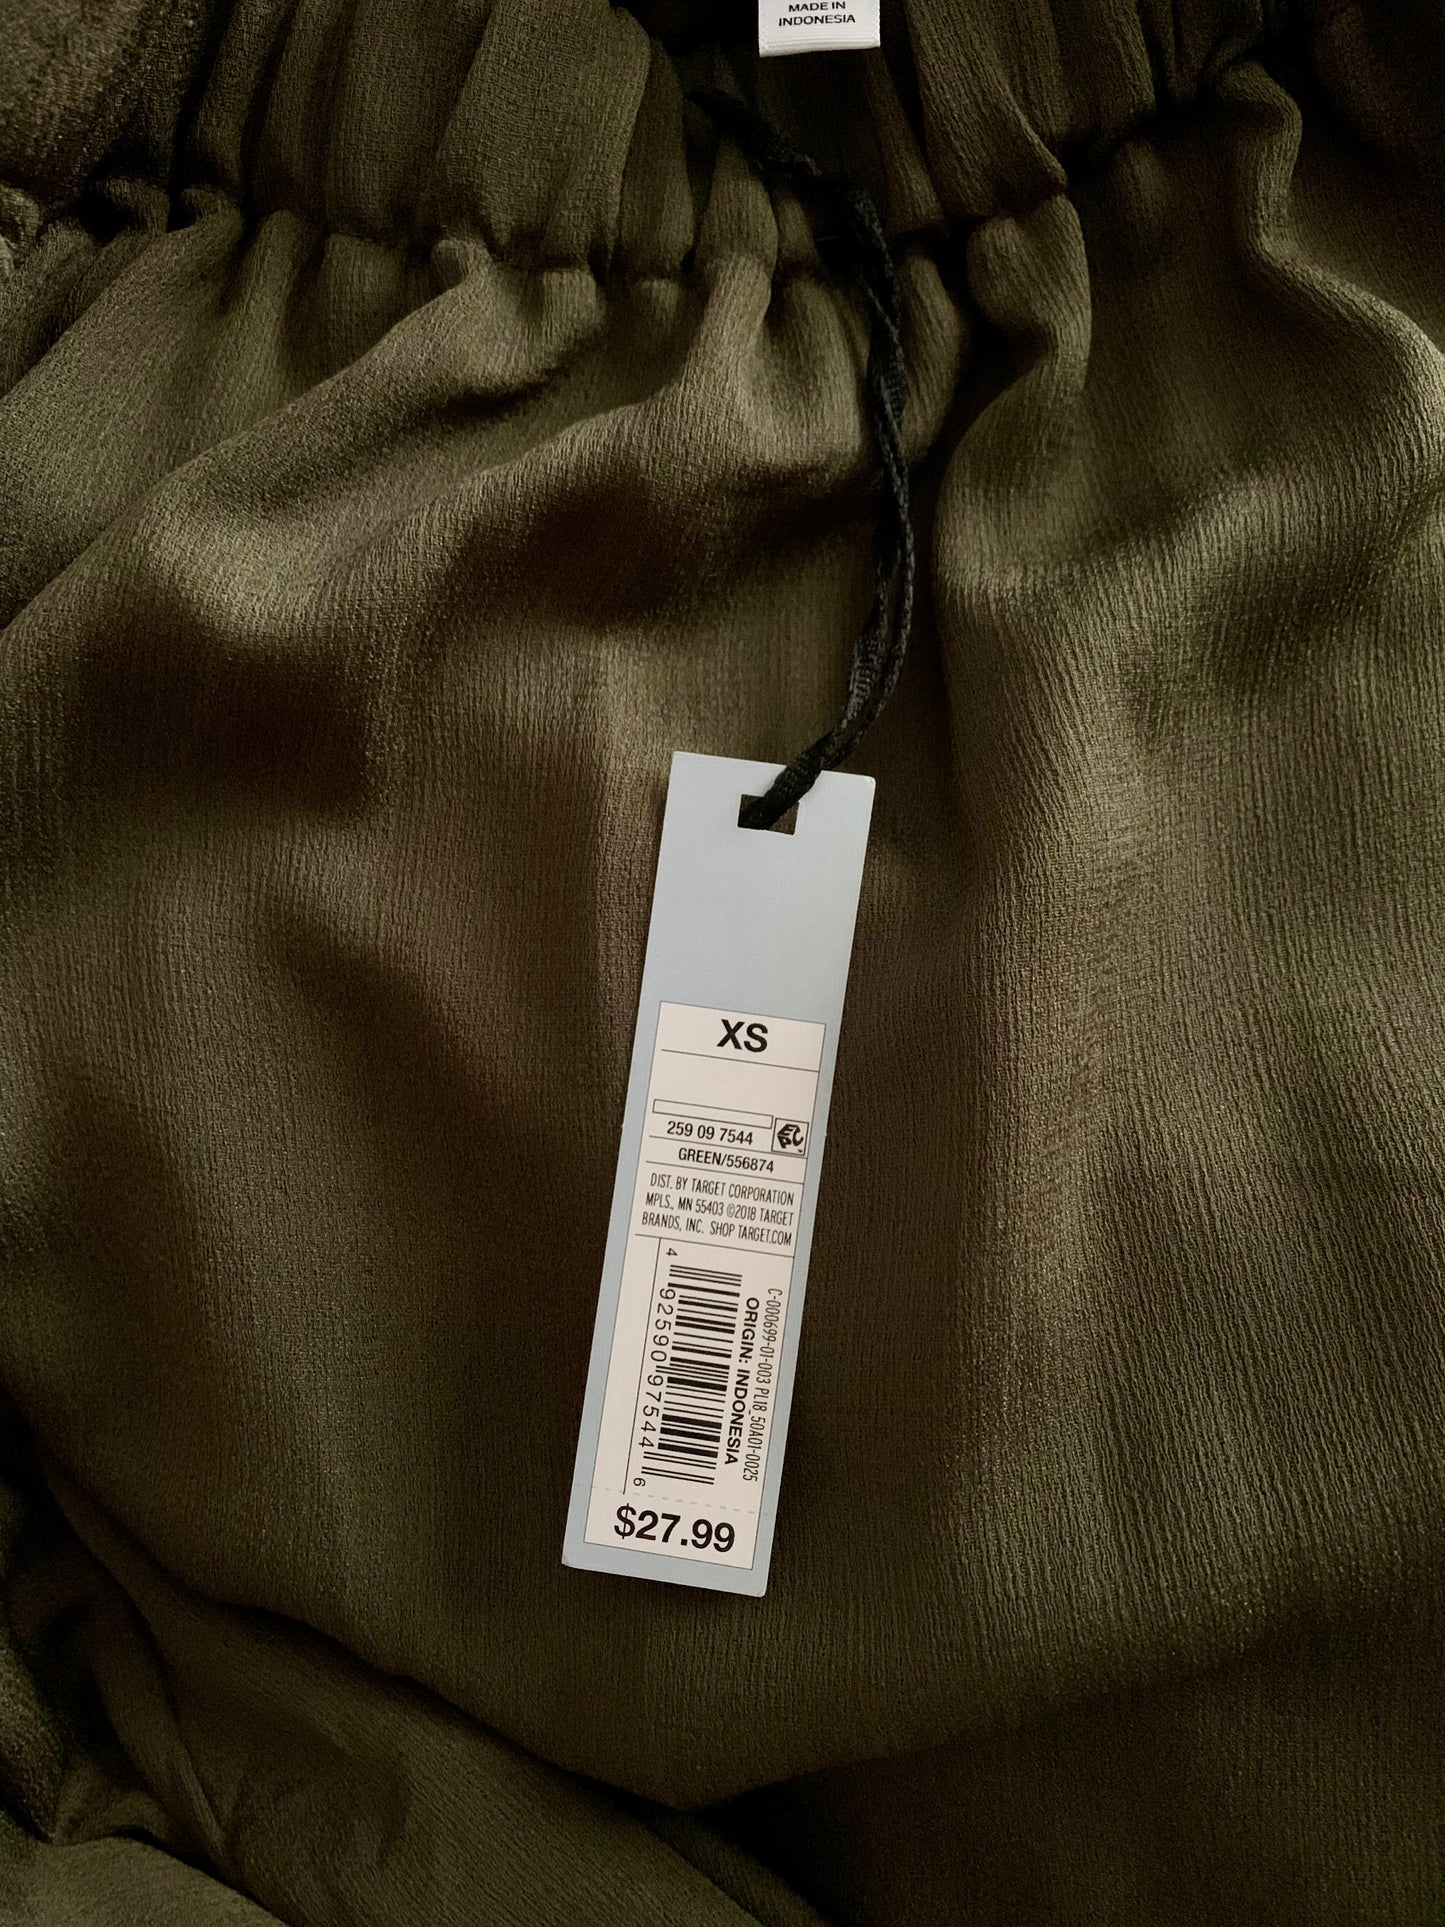 MADE IN
INDONESIA
XS
259 09 7544
GREEN/556874
DIST. BY TARGET CORPORATION
MPLS., MN 55403 ©2018 TARGET
BRANDS, INC. SHOP TARGET.COM
C-000699-01-003 PL18_50A01-0025
ORIGIN: INDONESIA
4 92590 97544 6
$27.99